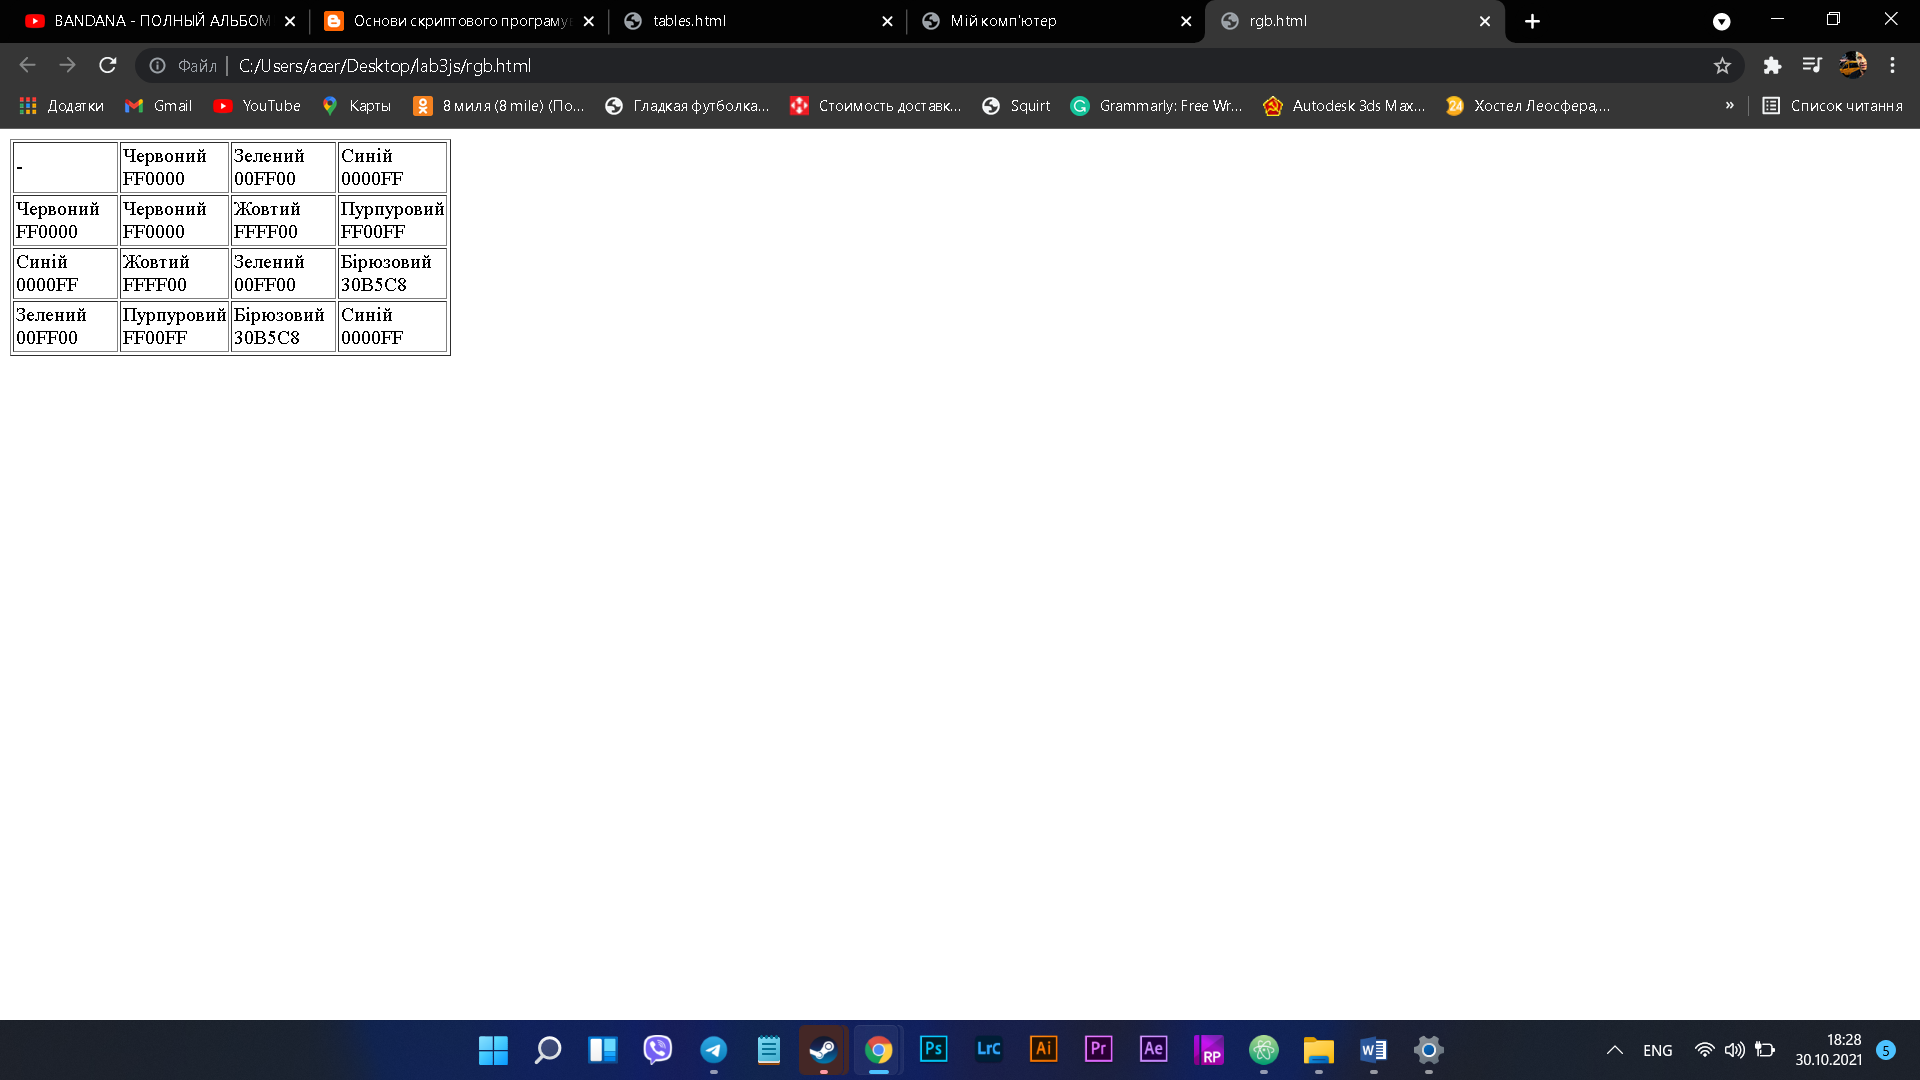 BANDANA - ПОЛНЫЙ АЛЬБОМ
Основи скриптового програму
tables.html
Мій комп'ютер
rgb.html
Файл | C:/Users/acer/Desktop/lab3js/rgb.html
Додатки
Gmail
YouTube
Карты
8 миля (8 mile) (По...
Гладкая футболка...
Стоимость доставк...
Squirt
Grammarly: Free Wr...
Autodesk 3ds Max...
Хостел Леосфера,...
»
Список читання
- Червоний Зелений Синій
FF0000 00FF00 0000FF
Червоний Червоний Жовтий Пурпуровий
FF0000 FF0000 FFFF00 FF00FF
Синій Жовтий Зелений Бірюзовий
0000FF FFFF00 00FF00 30B5C8
Зелений Пурпуровий Бірюзовий Синій
00FF00 FF00FF 30B5C8 0000FF
Ps
LrC
Ai
Pr
Ae
RP
W
ENG
18:28
30.10.2021
5